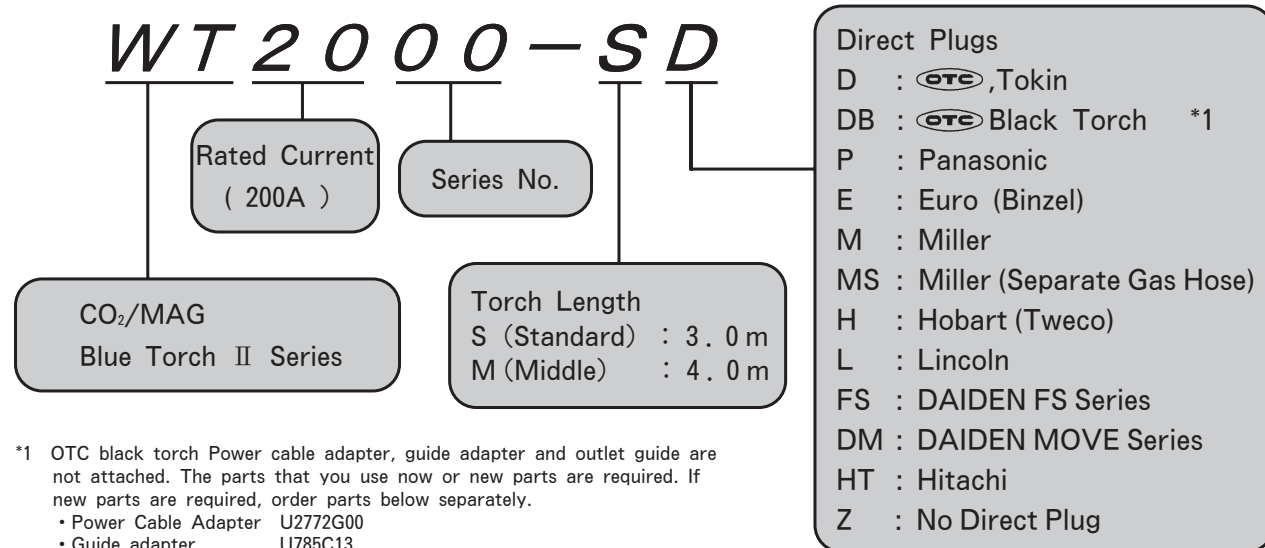 WT2000-SD
Rated Current
( 200A )
Series No.
CO₂/MAG
Blue Torch Ⅱ Series
Torch Length
S (Standard) : 3.0m
M (Middle) : 4.0m
Direct Plugs
D : OTC ,Tokin
DB : OTC Black Torch *1
P : Panasonic
E : Euro (Binzel)
M : Miller
MS : Miller (Separate Gas Hose)
H : Hobart (Tweco)
L : Lincoln
FS : DAIDEN FS Series
DM : DAIDEN MOVE Series
HT : Hitachi
Z : No Direct Plug
*1 OTC black torch Power cable adapter, guide adapter and outlet guide are
not attached. The parts that you use now or new parts are required. If
new parts are required, order parts below separately.
• Power Cable Adapter U2772G00
• Guide adapter U785C13